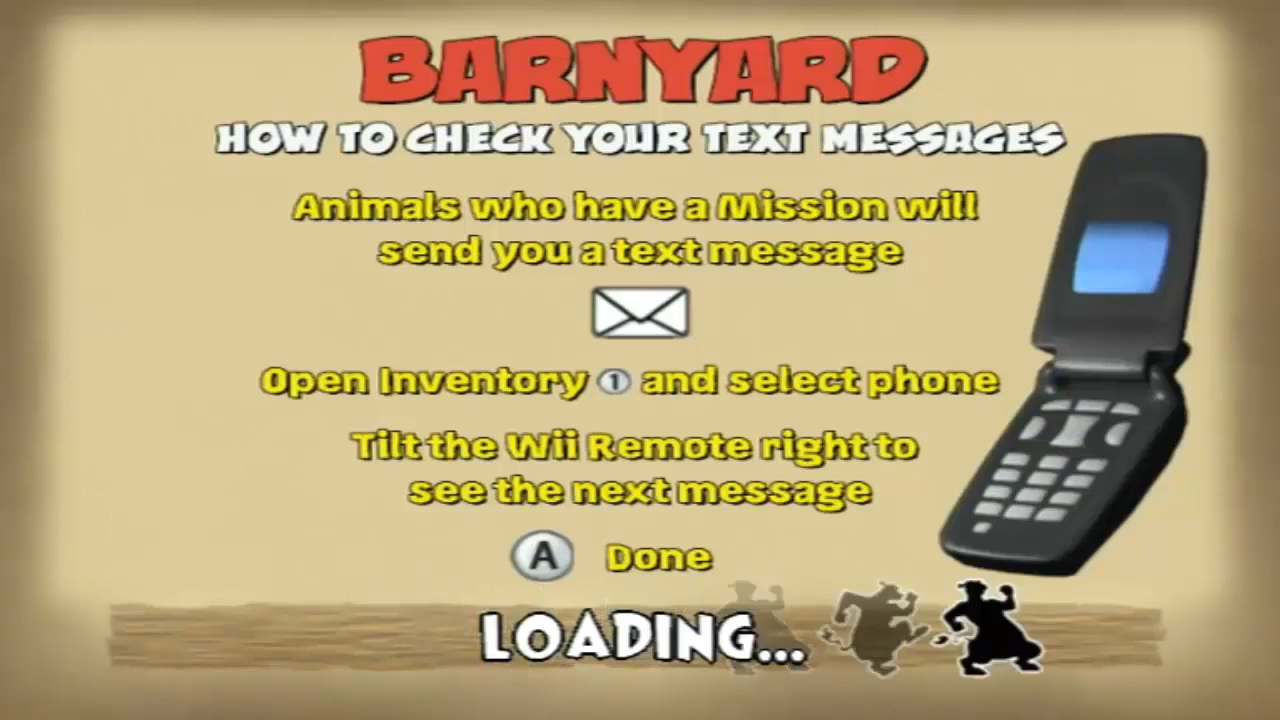 BARNYARD
HOW TO CHECK YOUR TEXT MESSAGES
Animals who have a Mission will
send you a text message
Open Inventory 1 and select phone
Tilt the Wii Remote right to
see the next message
A Done
LOADING...